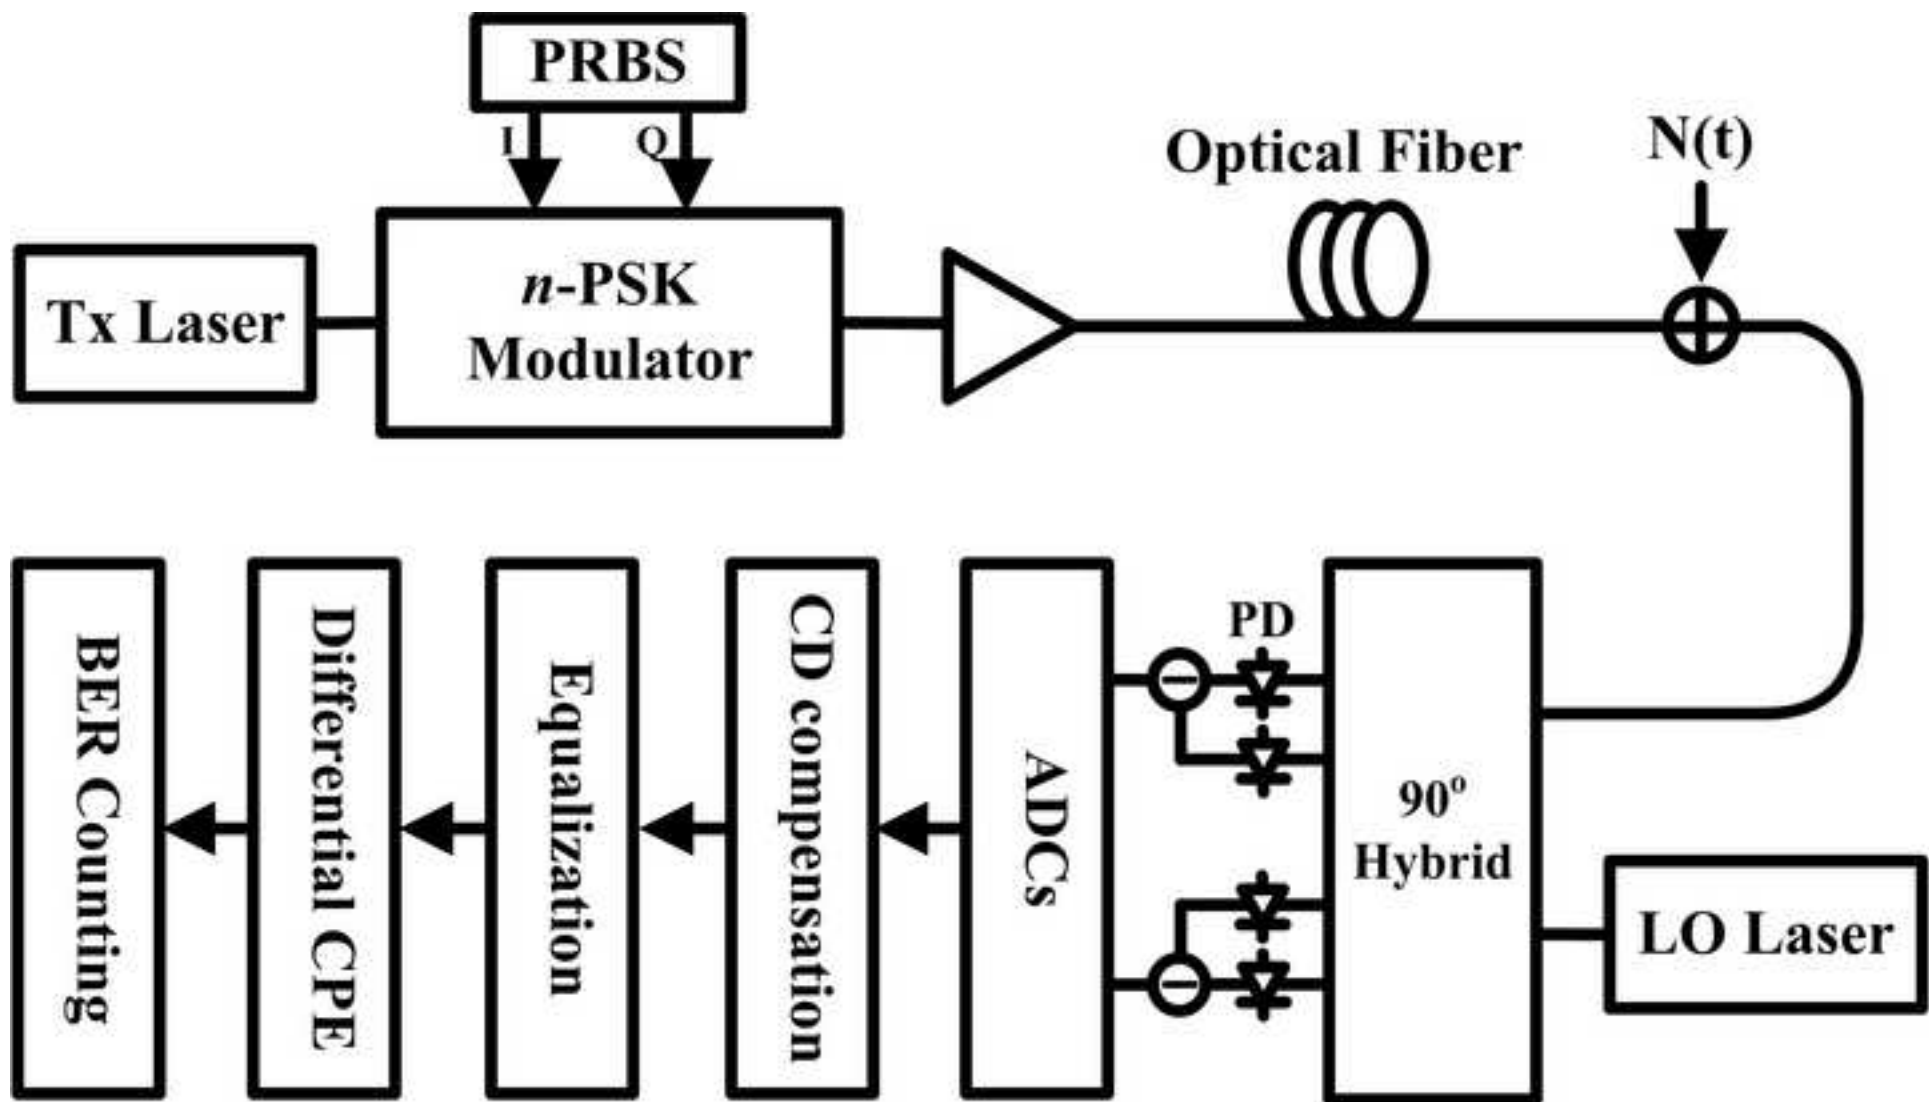 PRBS
I
Q
Optical Fiber
N(t)
Tx Laser
n-PSK
Modulator
BER Counting
Differential CPE
Equalization
CD compensation
ADCs
PD
90°
Hybrid
LO Laser